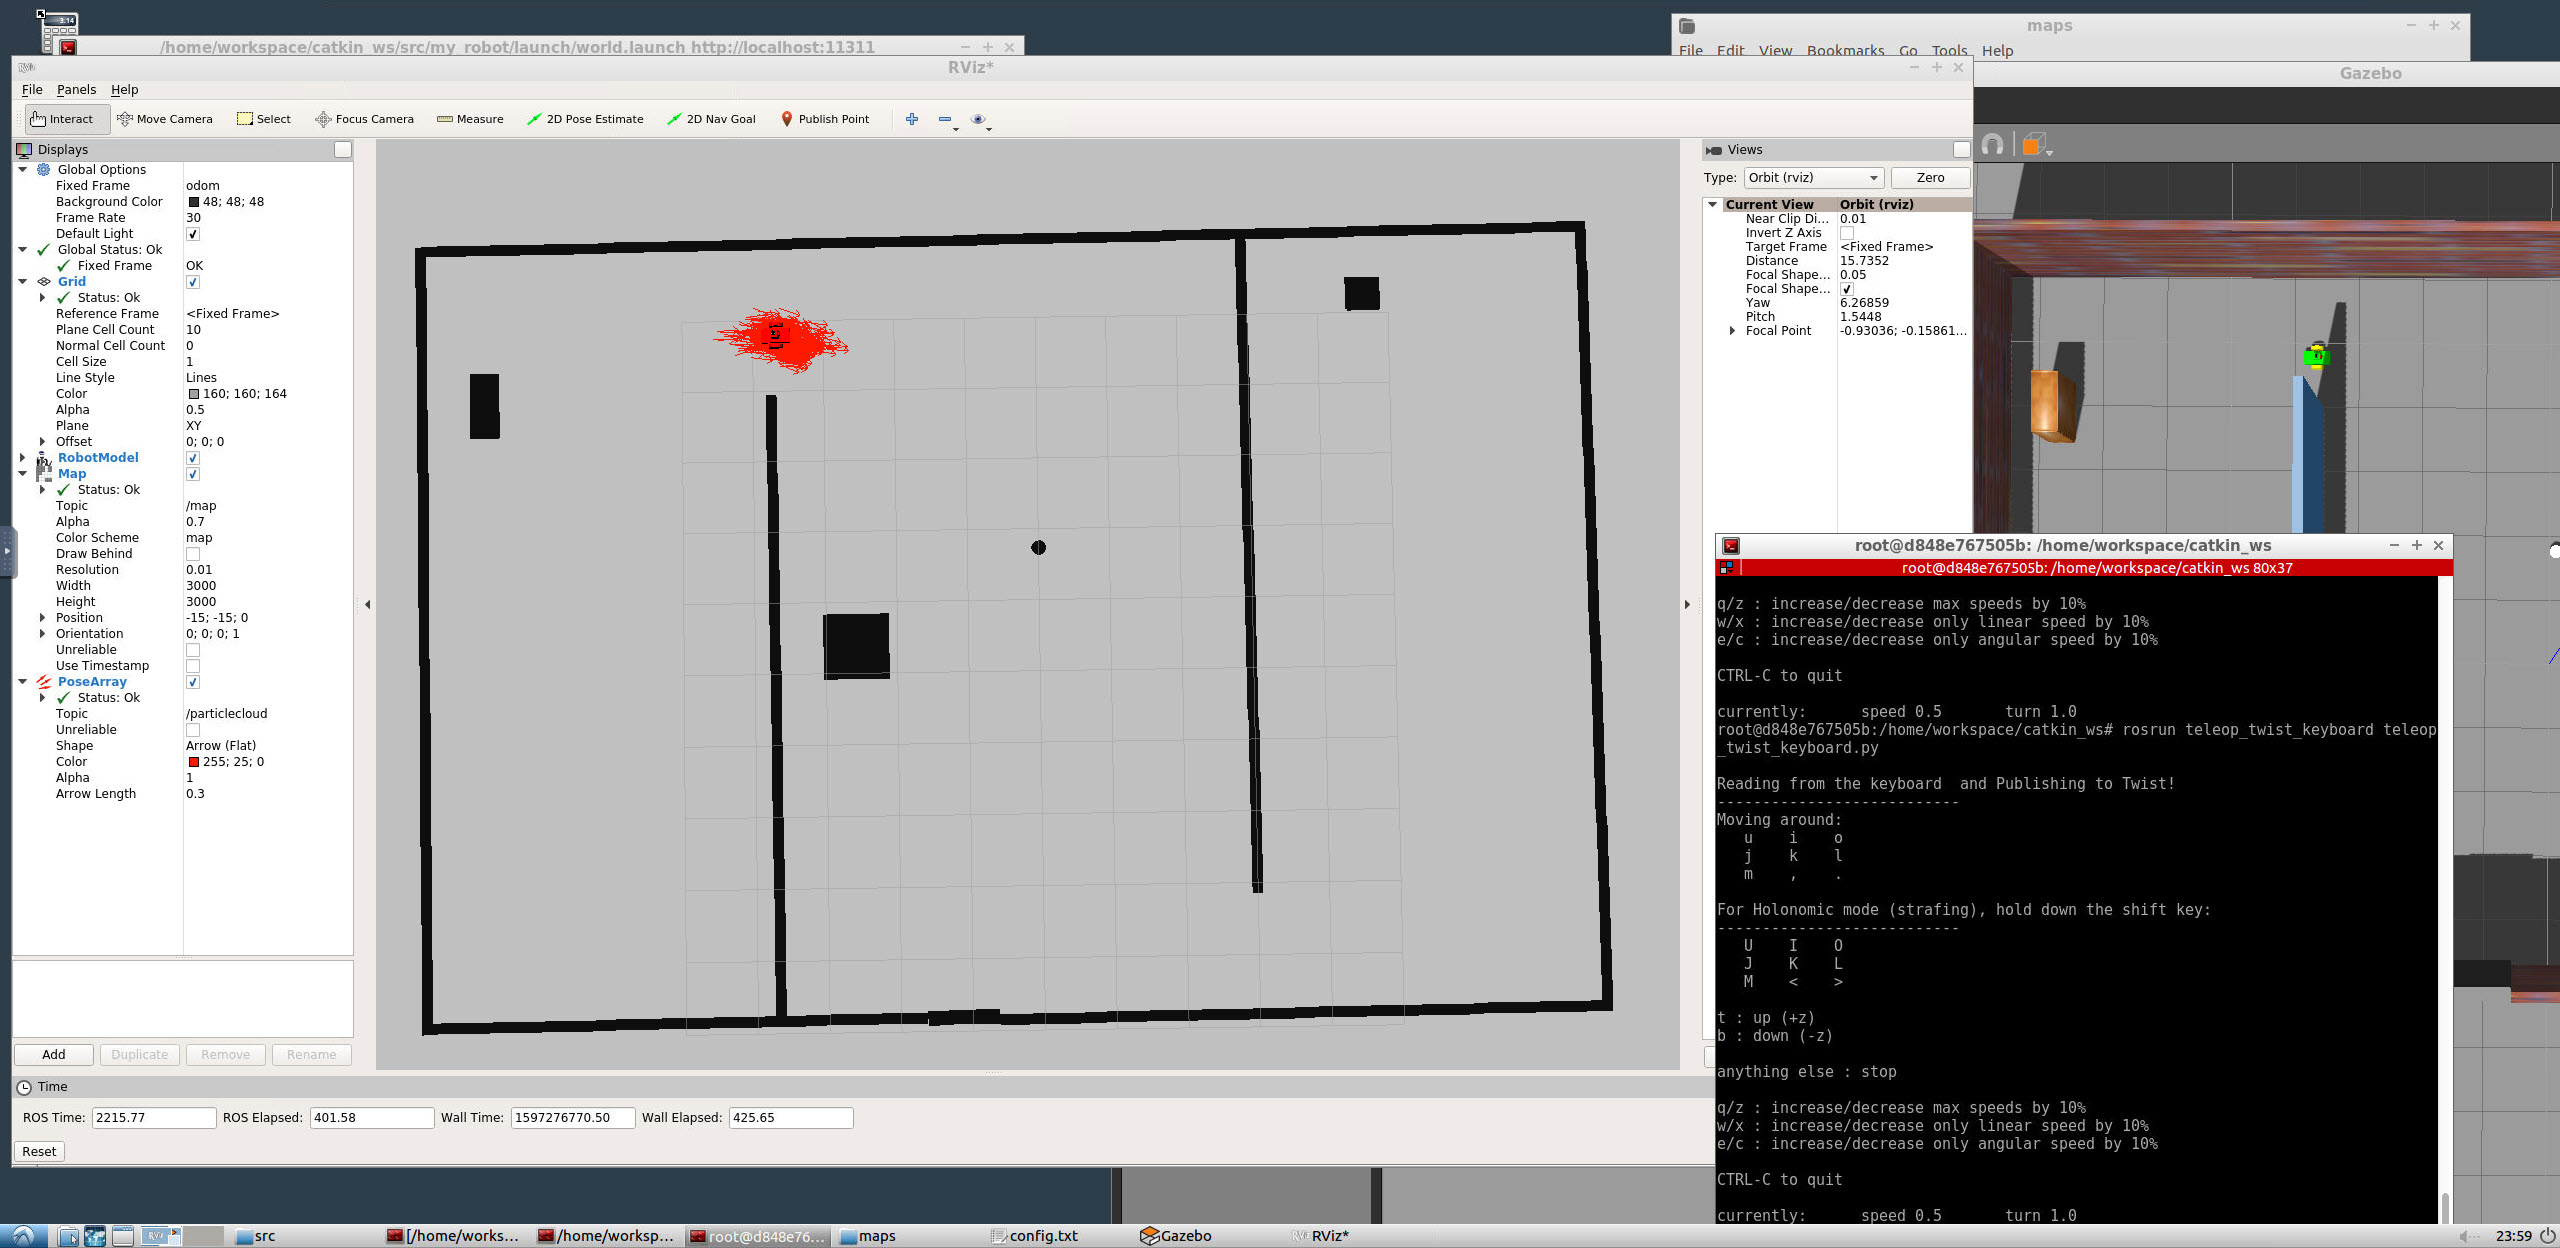 3.14
/home/workspace/catkin_ws/src/my_robot/launch/world.launch http://localhost:11311
maps
File Edit View Bookmarks Go Tools Help
RViz*
Gazebo
File Panels Help
Interact Move Camera Select Focus Camera Measure 2D Pose Estimate 2D Nav Goal Publish Point
Displays
Global Options
Fixed Frame odom
Background Color 48; 48; 48
Frame Rate 30
Default Light
Global Status: Ok
Fixed Frame OK
Grid
Status: Ok
Reference Frame <Fixed Frame>
Plane Cell Count 10
Normal Cell Count 0
Cell Size 1
Line Style Lines
Color 160; 160; 164
Alpha 0.5
Plane XY
Offset 0; 0; 0
RobotModel
Map
Status: Ok
Topic /map
Alpha 0.7
Color Scheme map
Draw Behind
Resolution 0.01
Width 3000
Height 3000
Position -15; -15; 0
Orientation 0; 0; 0; 1
Unreliable
Use Timestamp
PoseArray
Status: Ok
Topic /particlecloud
Unreliable
Shape Arrow (Flat)
Color 255; 25; 0
Alpha 1
Arrow Length 0.3
Add Duplicate Remove Rename
Views
Type: Orbit (rviz) Zero
Current View Orbit (rviz)
Near Clip Di... 0.01
Invert Z Axis
Target Frame <Fixed Frame>
Distance 15.7352
Focal Shape... 0.05
Focal Shape...
Yaw 6.26859
Pitch 1.5448
Focal Point -0.93036; -0.15861...
Time
ROS Time: 2215.77 ROS Elapsed: 401.58 Wall Time: 1597276770.50 Wall Elapsed: 425.65
Reset
root@d848e767505b: /home/workspace/catkin_ws
root@d848e767505b: /home/workspace/catkin_ws 80x37
q/z : increase/decrease max speeds by 10%
w/x : increase/decrease only linear speed by 10%
e/c : increase/decrease only angular speed by 10%
CTRL-C to quit
currently: speed 0.5 turn 1.0
root@d848e767505b:/home/workspace/catkin_ws# rosrun teleop_twist_keyboard teleop
_twist_keyboard.py
Reading from the keyboard  and Publishing to Twist!
---------------------------
Moving around:
u i o
j k l
m , .
For Holonomic mode (strafing), hold down the shift key:
---------------------------
U I O
J K L
M < >
t : up (+z)
b : down (-z)
anything else : stop
q/z : increase/decrease max speeds by 10%
w/x : increase/decrease only linear speed by 10%
e/c : increase/decrease only angular speed by 10%
CTRL-C to quit
currently: speed 0.5 turn 1.0
src [/home/works... /home/worksp... root@d848e76... maps config.txt Gazebo RViz* 23:59